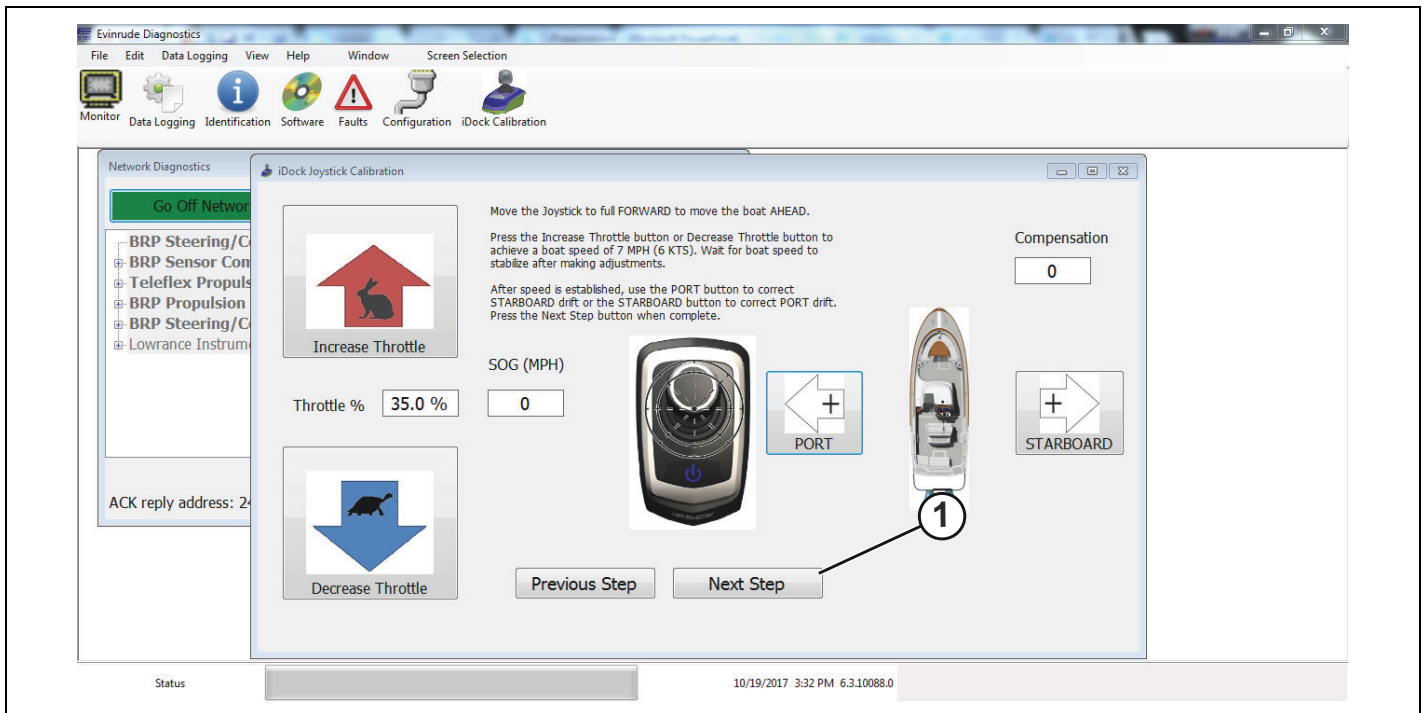 Evinrude Diagnostics
File Edit Data Logging View Help Window Screen Selection
Monitor Data Logging Identification Software Faults Configuration iDock Calibration
Network Diagnostics
Go Off Networ
BRP Steering/Co
BRP Sensor Con
Teleflex Propuls
BRP Propulsion
BRP Steering/Co
Lowrance Instrume
ACK reply address: 24
iDock Joystick Calibration
Move the Joystick to full FORWARD to move the boat AHEAD.
Press the Increase Throttle button or Decrease Throttle button to
achieve a boat speed of 7 MPH (6 KTS). Wait for boat speed to
stabilize after making adjustments.
After speed is established, use the PORT button to correct
STARBOARD drift or the STARBOARD button to correct PORT drift.
Press the Next Step button when complete.
Increase Throttle
Throttle % 35.0 %
Decrease Throttle
SOG (MPH)
0
PORT
Compensation
0
STARBOARD
1
Previous Step Next Step
Status 10/19/2017 3:32 PM 6.3.10088.0